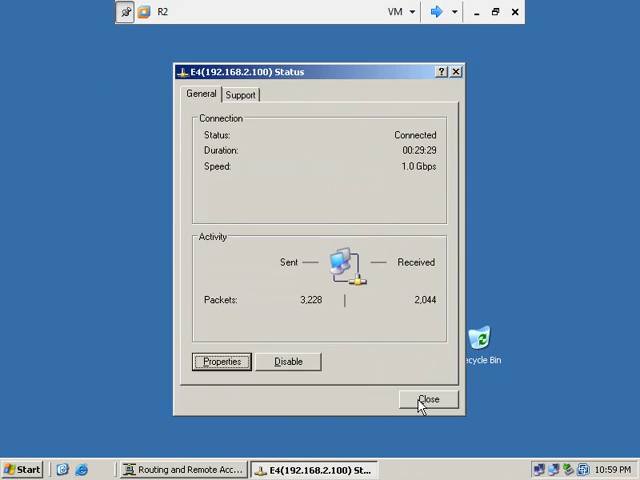 R2
VM
E4(192.168.2.100) Status
General
Support
Connection
Status: Connected
Duration: 00:29:29
Speed: 1.0 Gbps
Activity
Sent Received
Packets: 3,228 2,044
Properties
Disable
ecycle Bin
Close
Start
Routing and Remote Acc...
E4(192.168.2.100) St...
10:59 PM